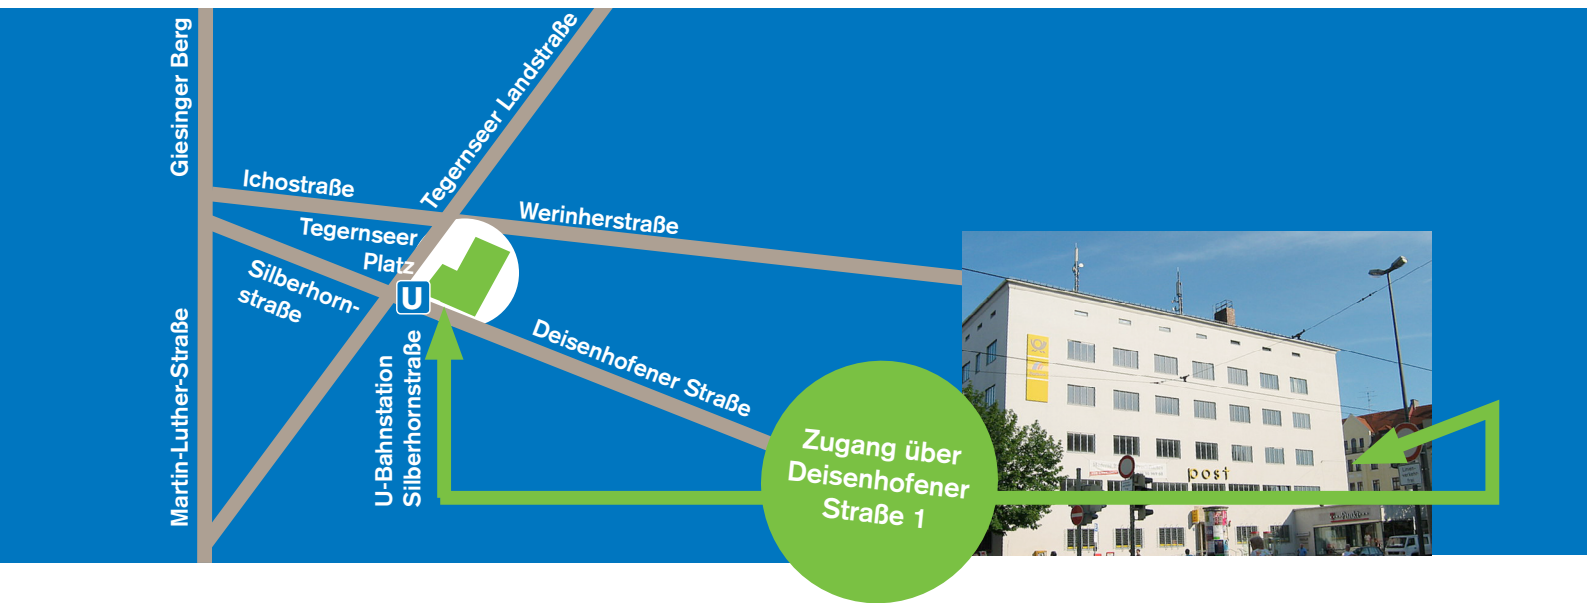 Giesinger Berg
Tegernseer Landstraße
Ichostraße
Werinherstraße
Tegernseer
Platz
Silberhorn-
straße
U
Martin-Luther-Straße
U-Bahnstation
Silberhornstraße
Deisenhofener Straße
Zugang über
Deisenhofener
Straße 1
post